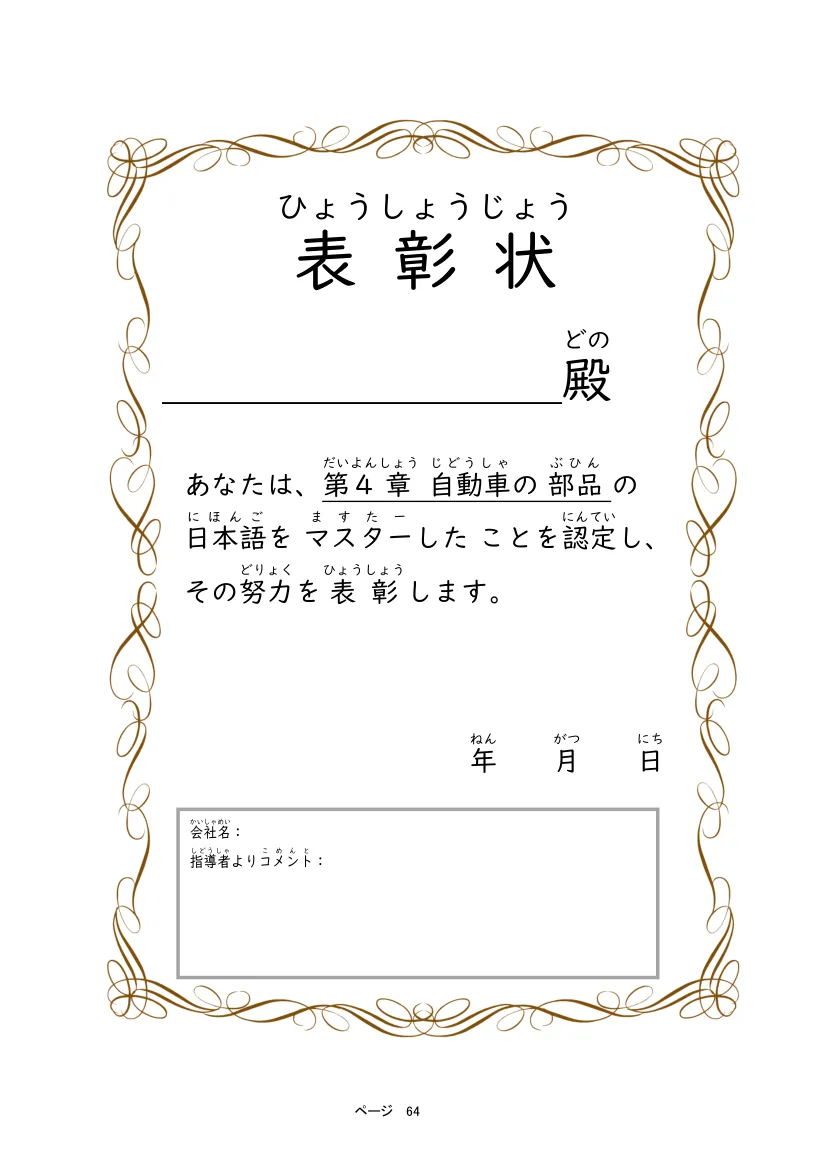 ひょうしょうじょう
表彰状
どの
殿
だいよんしょう じどうしゃ ぶひん
あなたは、第4章 自動車の 部品 の
にほんご ますたー にんてい
日本語を マスターした ことを認定し、
どりょく ひょうしょう
その努力を 表彰 します。
ねん がつ にち
年 月 日
かいしゃめい
会社名：
しどうしゃ こめんと
指導者よりコメント：
ページ 64